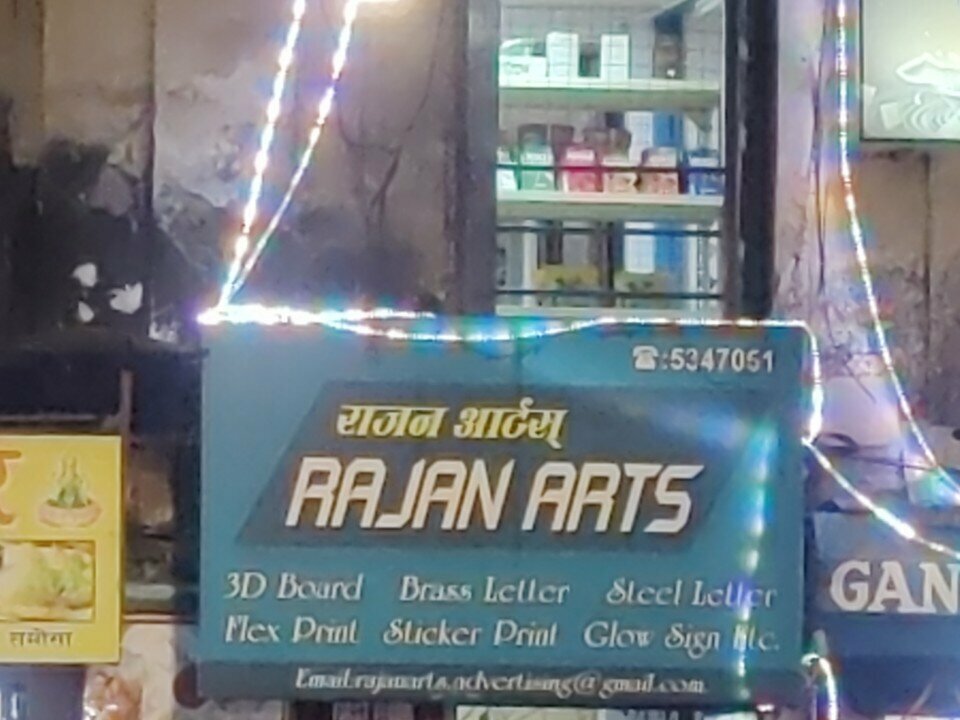 ☎:5347051
राजन आर्टस्
RAJAN ARTS
3D Board Brass Letter Steel Letter
Flex Print Sticker Print Glow Sign Etc.
Email:rajanarts.advertising@gmail.com
समोसा
GAN